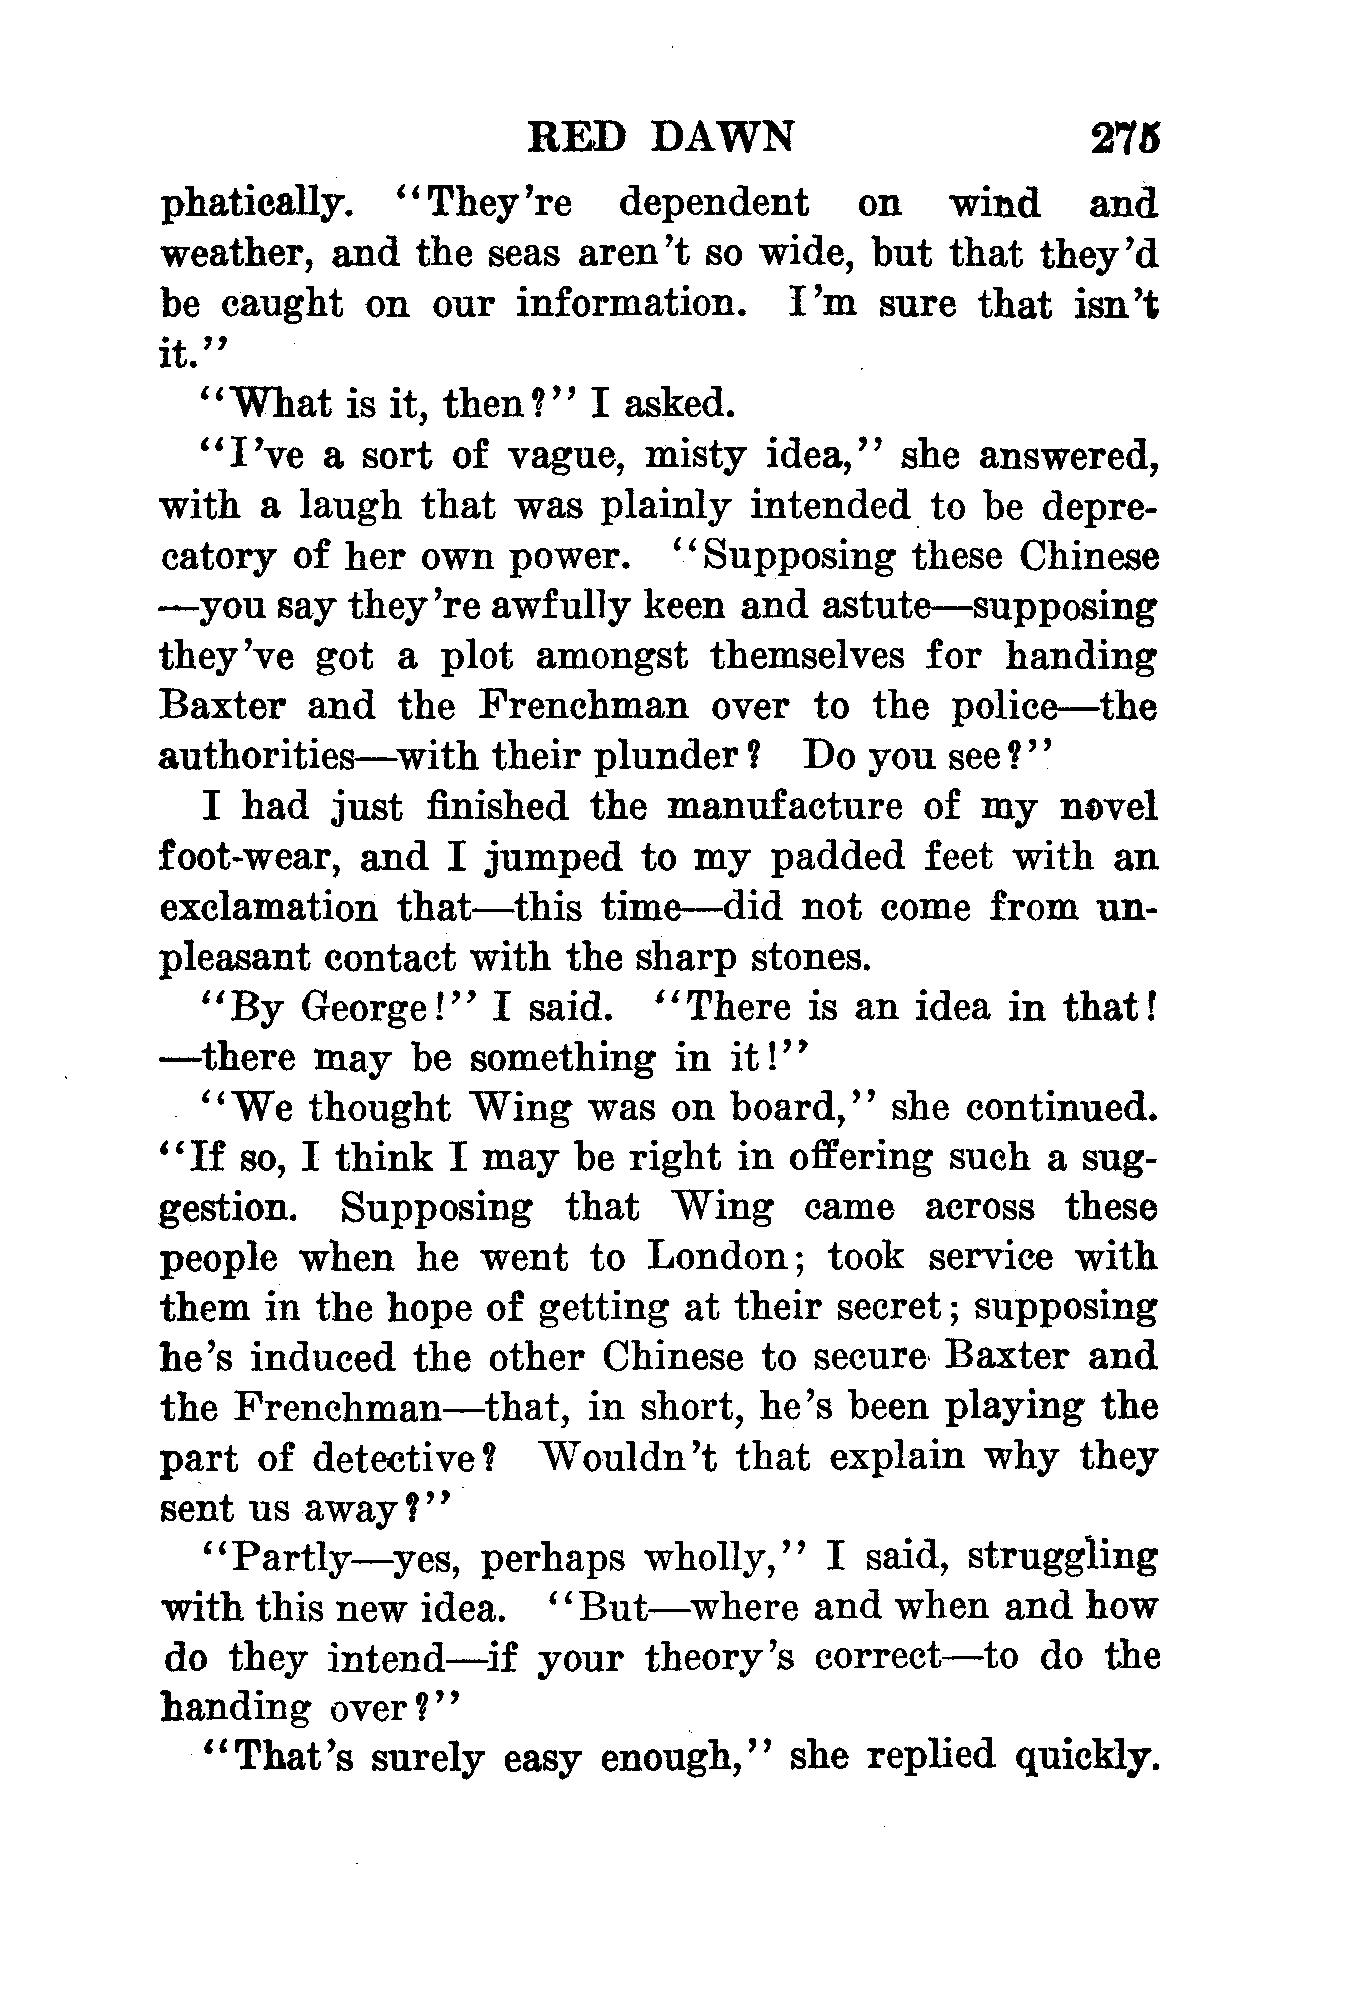 RED DAWN 275
phatically. "They're dependent on wind and
weather, and the seas aren't so wide, but that they'd
be caught on our information. I'm sure that isn't
it."
"What is it, then?" I asked.
"I've a sort of vague, misty idea," she answered,
with a laugh that was plainly intended to be depre-
catory of her own power. "Supposing these Chinese
—you say they're awfully keen and astute—supposing
they've got a plot amongst themselves for handing
Baxter and the Frenchman over to the police—the
authorities—with their plunder? Do you see?"
I had just finished the manufacture of my novel
foot-wear, and I jumped to my padded feet with an
exclamation that—this time—did not come from un-
pleasant contact with the sharp stones.
"By George!" I said. "There is an idea in that!
—there may be something in it!"
"We thought Wing was on board," she continued.
"If so, I think I may be right in offering such a sug-
gestion. Supposing that Wing came across these
people when he went to London; took service with
them in the hope of getting at their secret; supposing
he's induced the other Chinese to secure Baxter and
the Frenchman—that, in short, he's been playing the
part of detective? Wouldn't that explain why they
sent us away?"
"Partly—yes, perhaps wholly," I said, struggling
with this new idea. "But—where and when and how
do they intend—if your theory's correct—to do the
handing over?"
"That's surely easy enough," she replied quickly.